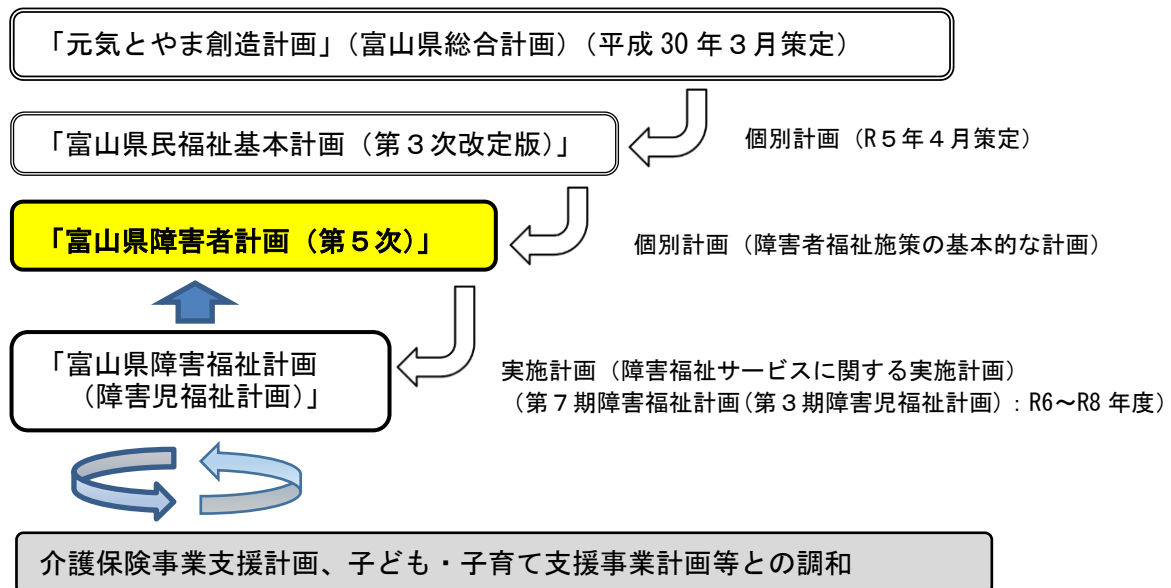 「元気とやま創造計画」（富山県総合計画）（平成 30 年３月策定）
「富山県民福祉基本計画（第３次改定版）」
個別計画（R５年４月策定）
「富山県障害者計画（第５次）」
個別計画（障害者福祉施策の基本的な計画）
「富山県障害福祉計画
（障害児福祉計画）」
実施計画（障害福祉サービスに関する実施計画）
（第７期障害福祉計画（第３期障害児福祉計画）：R6～R8 年度）
介護保険事業支援計画、子ども・子育て支援事業計画等との調和